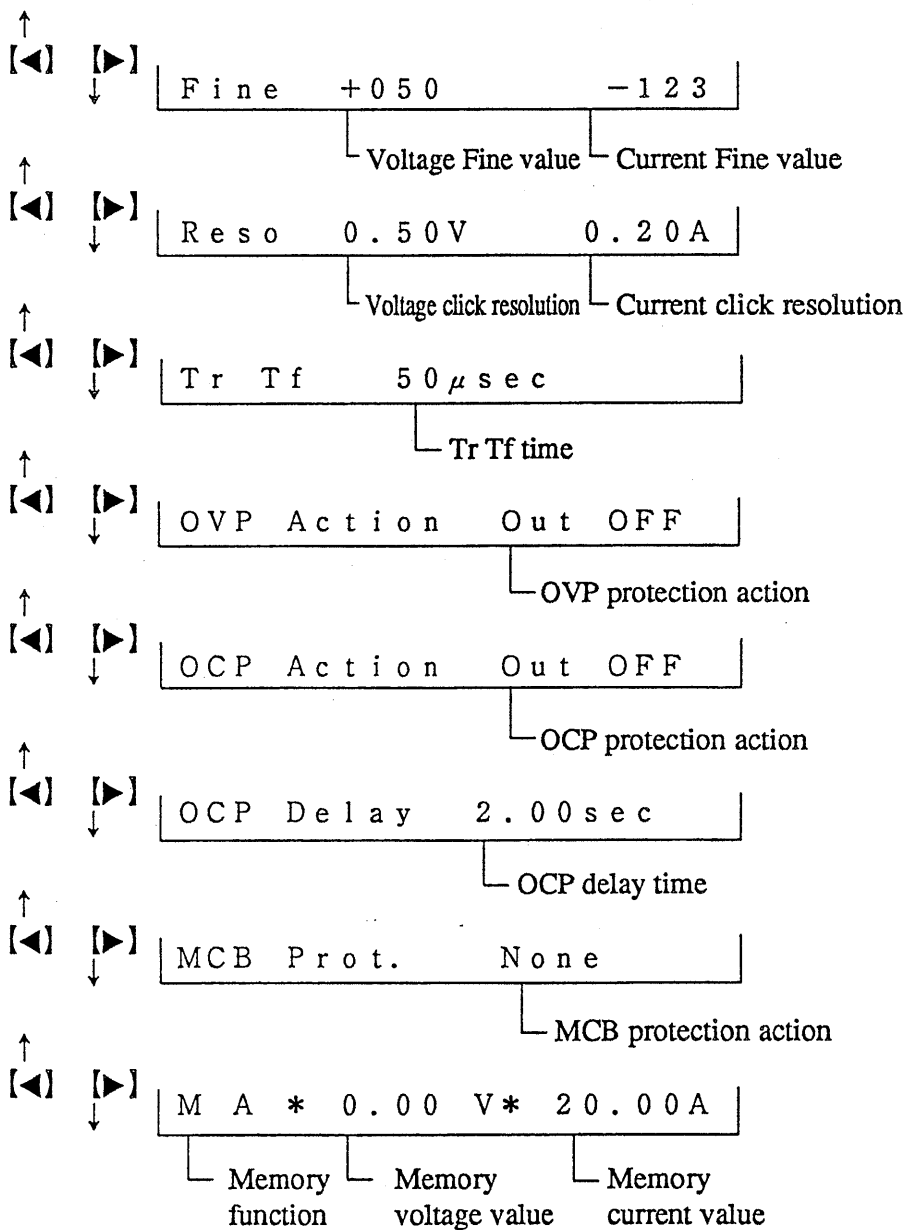 ↑
【◀】 【▶】
↓
Fine +050 -123
Voltage Fine value Current Fine value
↑
【◀】 【▶】
↓
Reso 0.50V 0.20A
Voltage click resolution Current click resolution
↑
【◀】 【▶】
↓
Tr Tf 50μsec
Tr Tf time
↑
【◀】 【▶】
↓
OVP Action Out OFF
OVP protection action
↑
【◀】 【▶】
↓
OCP Action Out OFF
OCP protection action
↑
【◀】 【▶】
↓
OCP Delay 2.00sec
OCP delay time
↑
【◀】 【▶】
↓
MCB Prot. None
MCB protection action
↑
【◀】 【▶】
↓
M A * 0.00 V* 20.00A
Memory Memory Memory
function voltage value current value